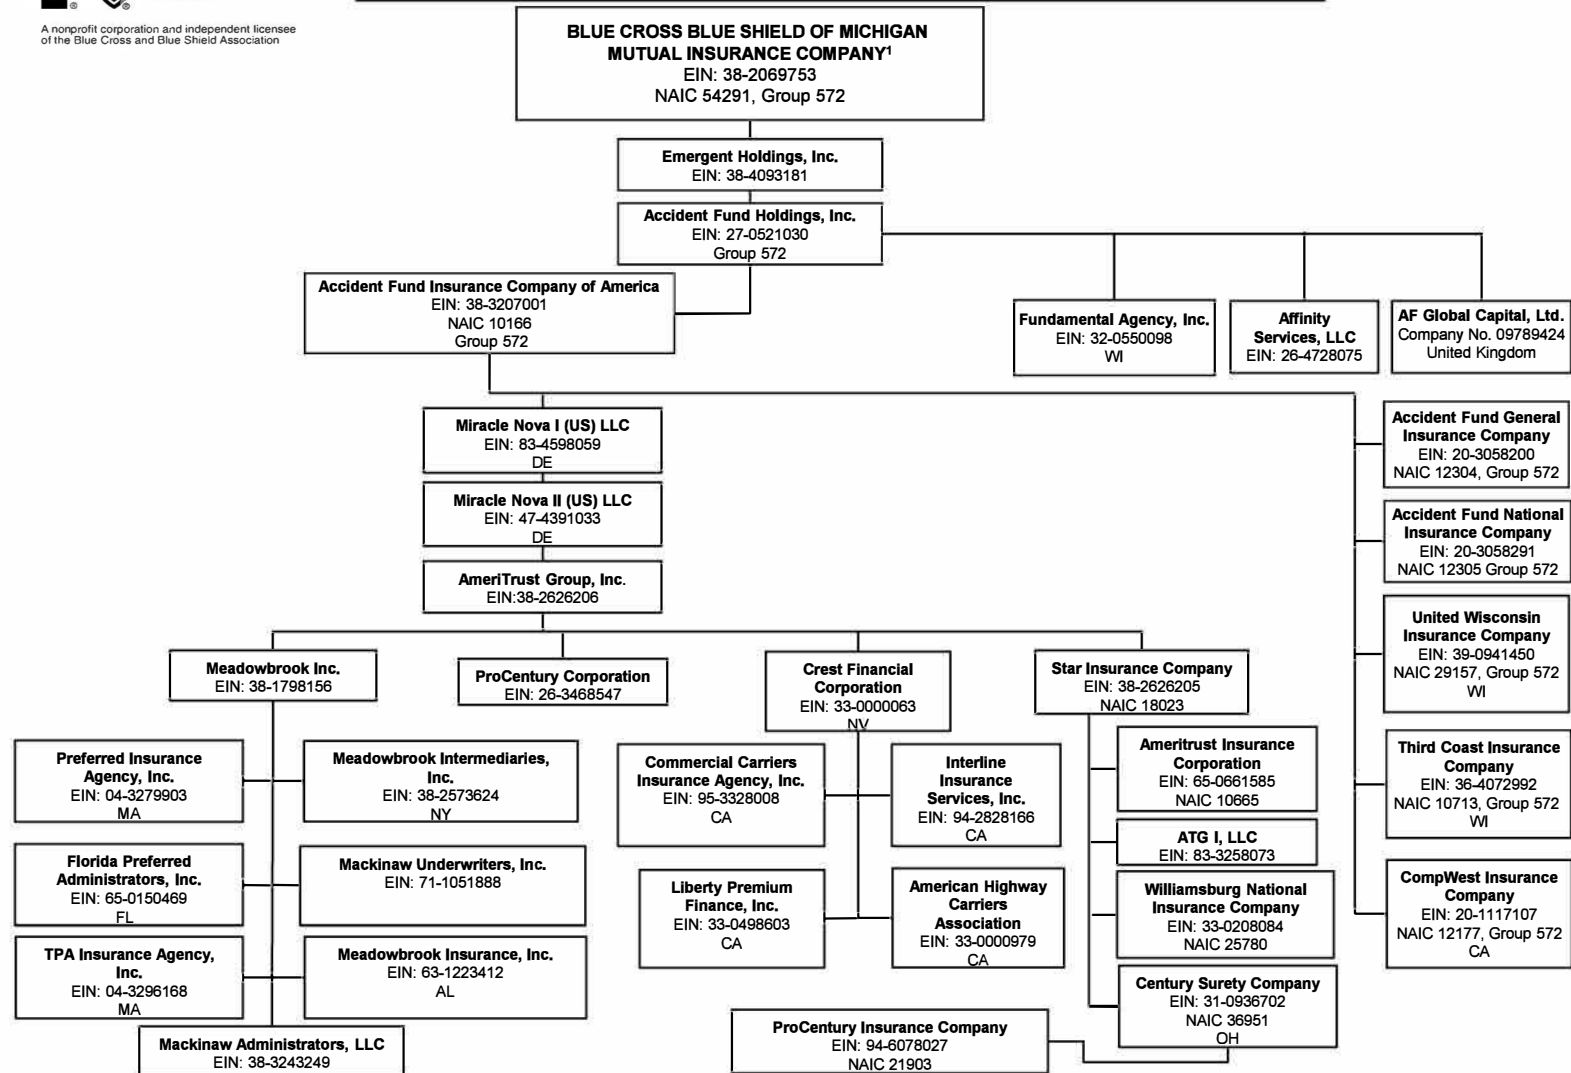 ®
®
A nonprofit corporation and independent licensee
of the Blue Cross and Blue Shield Association
BLUE CROSS BLUE SHIELD OF MICHIGAN
MUTUAL INSURANCE COMPANY¹
EIN: 38-2069753
NAIC 54291, Group 572
Emergent Holdings, Inc.
EIN: 38-4093181
Accident Fund Holdings, Inc.
EIN: 27-0521030
Group 572
Accident Fund Insurance Company of America
EIN: 38-3207001
NAIC 10166
Group 572
Fundamental Agency, Inc.
EIN: 32-0550098
WI
Affinity
Services, LLC
EIN: 26-4728075
AF Global Capital, Ltd.
Company No. 09789424
United Kingdom
Miracle Nova I (US) LLC
EIN: 83-4598059
DE
Miracle Nova II (US) LLC
EIN: 47-4391033
DE
AmeriTrust Group, Inc.
EIN:38-2626206
Accident Fund General
Insurance Company
EIN: 20-3058200
NAIC 12304, Group 572
Accident Fund National
Insurance Company
EIN: 20-3058291
NAIC 12305 Group 572
United Wisconsin
Insurance Company
EIN: 39-0941450
NAIC 29157, Group 572
WI
Third Coast Insurance
Company
EIN: 36-4072992
NAIC 10713, Group 572
WI
CompWest Insurance
Company
EIN: 20-1117107
NAIC 12177, Group 572
CA
Meadowbrook Inc.
EIN: 38-1798156
ProCentury Corporation
EIN: 26-3468547
Crest Financial
Corporation
EIN: 33-0000063
NV
Star Insurance Company
EIN: 38-2626205
NAIC 18023
Preferred Insurance
Agency, Inc.
EIN: 04-3279903
MA
Meadowbrook Intermediaries,
Inc.
EIN: 38-2573624
NY
Florida Preferred
Administrators, Inc.
EIN: 65-0150469
FL
Mackinaw Underwriters, Inc.
EIN: 71-1051888
TPA Insurance Agency,
Inc.
EIN: 04-3296168
MA
Meadowbrook Insurance, Inc.
EIN: 63-1223412
AL
Mackinaw Administrators, LLC
EIN: 38-3243249
Commercial Carriers
Insurance Agency, Inc.
EIN: 95-3328008
CA
Interline
Insurance
Services, Inc.
EIN: 94-2828166
CA
Liberty Premium
Finance, Inc.
EIN: 33-0498603
CA
American Highway
Carriers
Association
EIN: 33-0000979
CA
Ameritrust Insurance
Corporation
EIN: 65-0661585
NAIC 10665
ATG I, LLC
EIN: 83-3258073
Williamsburg National
Insurance Company
EIN: 33-0208084
NAIC 25780
Century Surety Company
EIN: 31-0936702
NAIC 36951
OH
ProCentury Insurance Company
EIN: 94-6078027
NAIC 21903